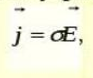 j⃗ = σE⃗,